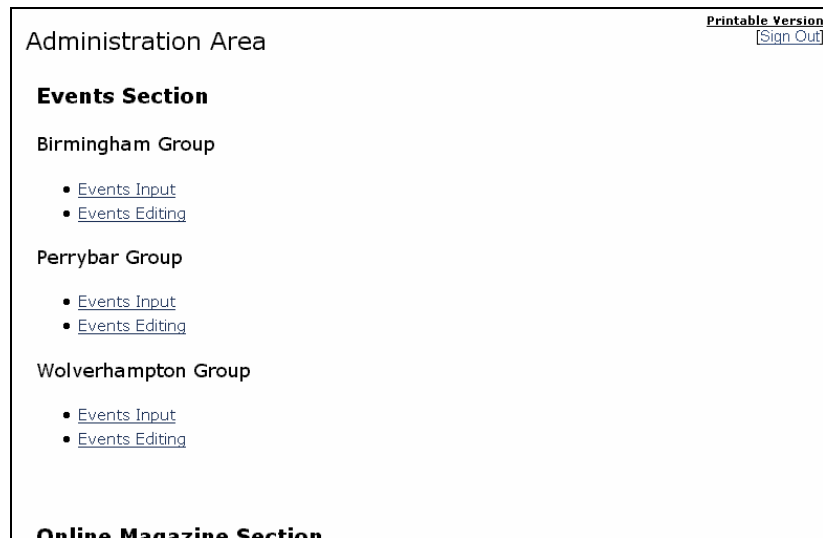 Printable Version
Administration Area
[Sign Out]
Events Section
Birmingham Group
• Events Input
• Events Editing
Perrybar Group
• Events Input
• Events Editing
Wolverhampton Group
• Events Input
• Events Editing
Online Magazine Section